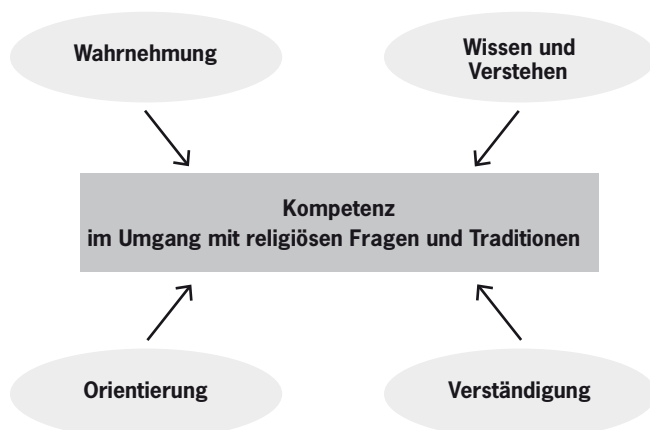 Wahrnehmung
Wissen und
Verstehen
Kompetenz
im Umgang mit religiösen Fragen und Traditionen
Orientierung
Verständigung